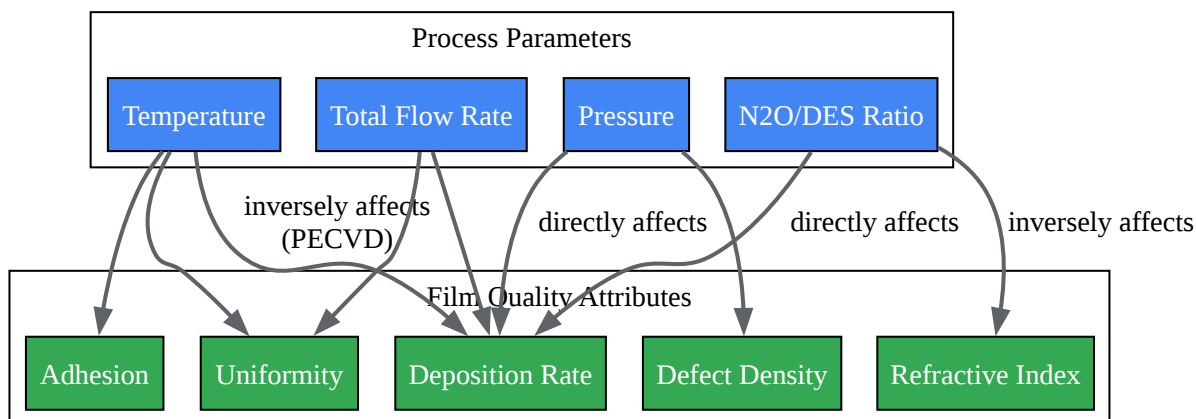 Process Parameters
Temperature
Total Flow Rate
Pressure
N2O/DES Ratio
inversely affects
(PECVD)
directly affects
directly affects
inversely affects
Film Quality Attributes
Adhesion
Uniformity
Deposition Rate
Defect Density
Refractive Index